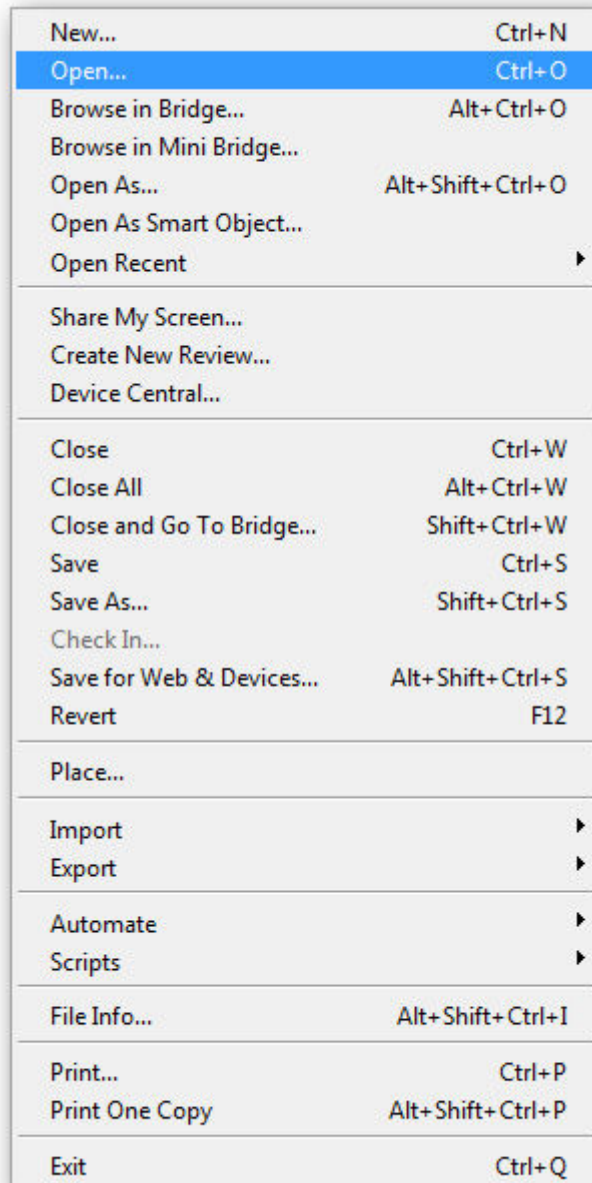 New... Ctrl+N
Open... Ctrl+O
Browse in Bridge... Alt+Ctrl+O
Browse in Mini Bridge...
Open As... Alt+Shift+Ctrl+O
Open As Smart Object...
Open Recent
Share My Screen...
Create New Review...
Device Central...
Close Ctrl+W
Close All Alt+Ctrl+W
Close and Go To Bridge... Shift+Ctrl+W
Save Ctrl+S
Save As... Shift+Ctrl+S
Check In...
Save for Web & Devices... Alt+Shift+Ctrl+S
Revert F12
Place...
Import
Export
Automate
Scripts
File Info... Alt+Shift+Ctrl+I
Print... Ctrl+P
Print One Copy Alt+Shift+Ctrl+P
Exit Ctrl+Q